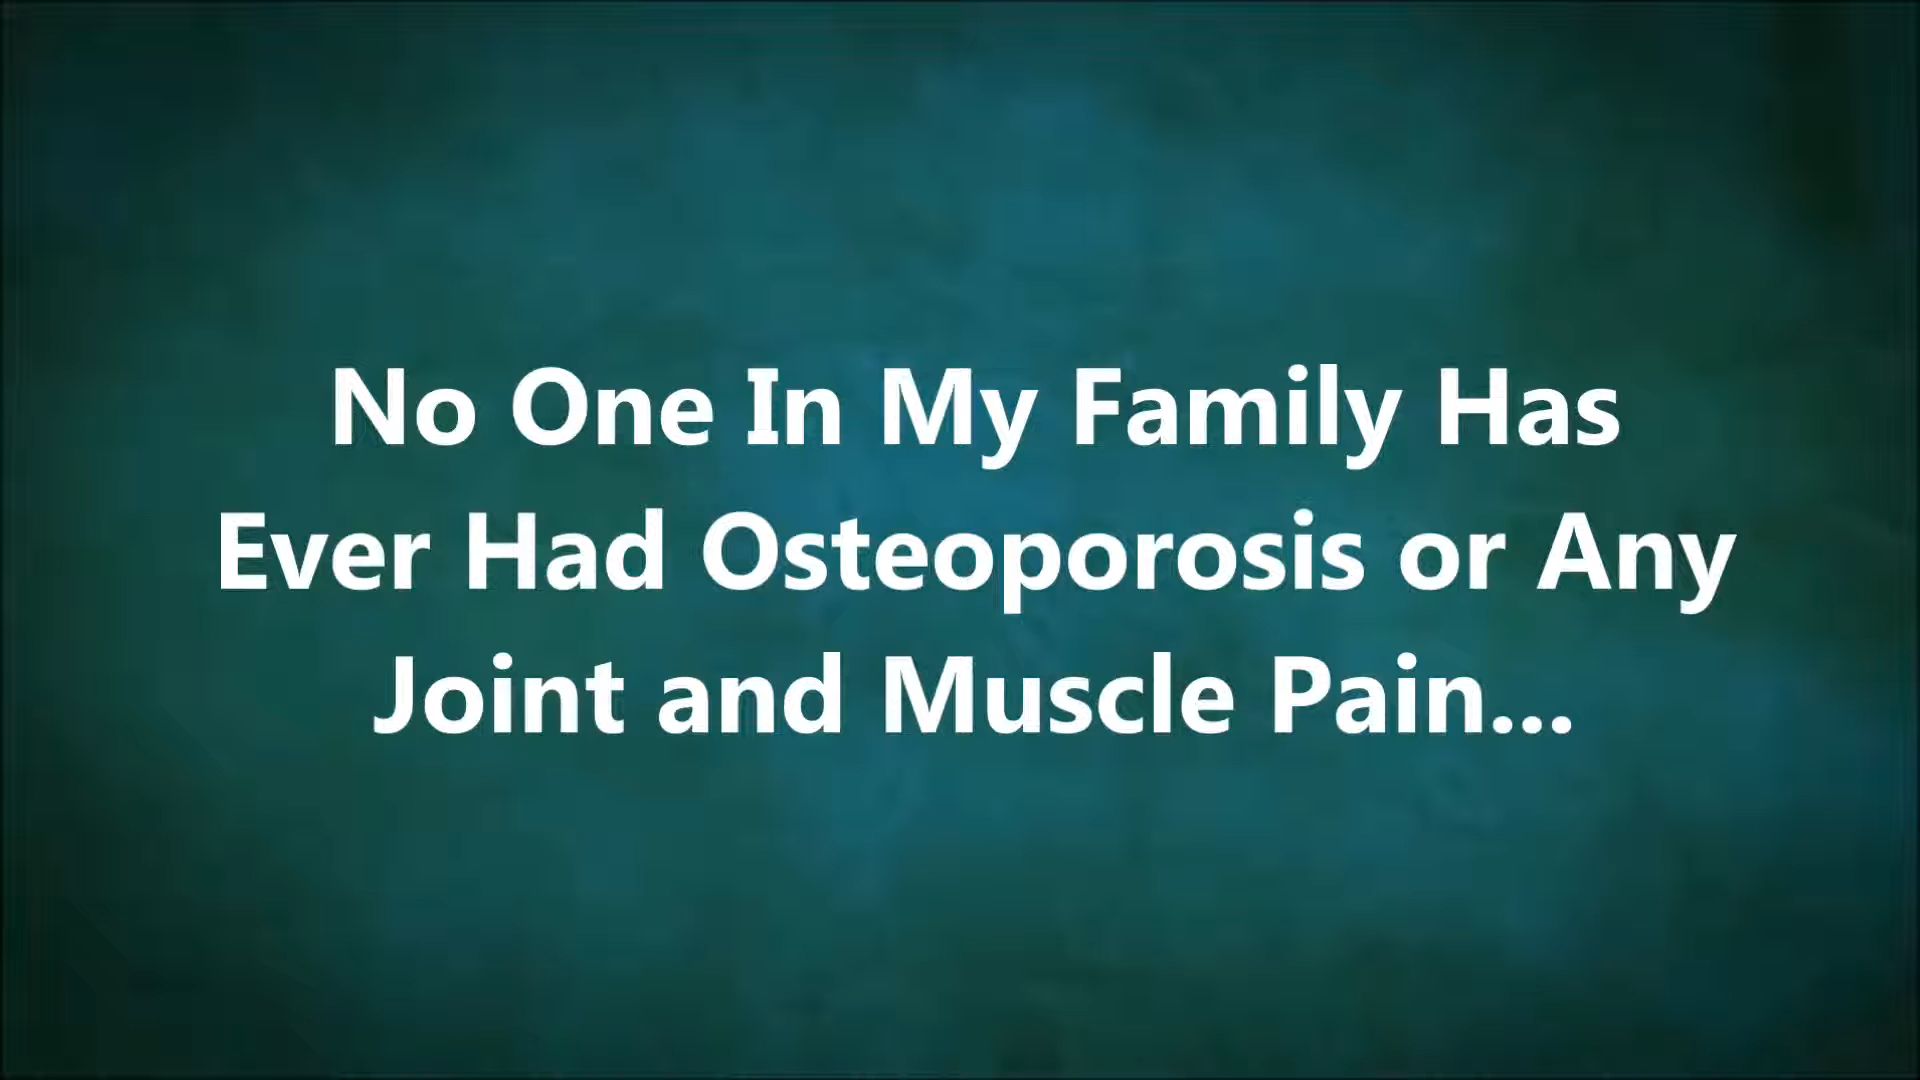 No One In My Family Has
Ever Had Osteoporosis or Any
Joint and Muscle Pain...